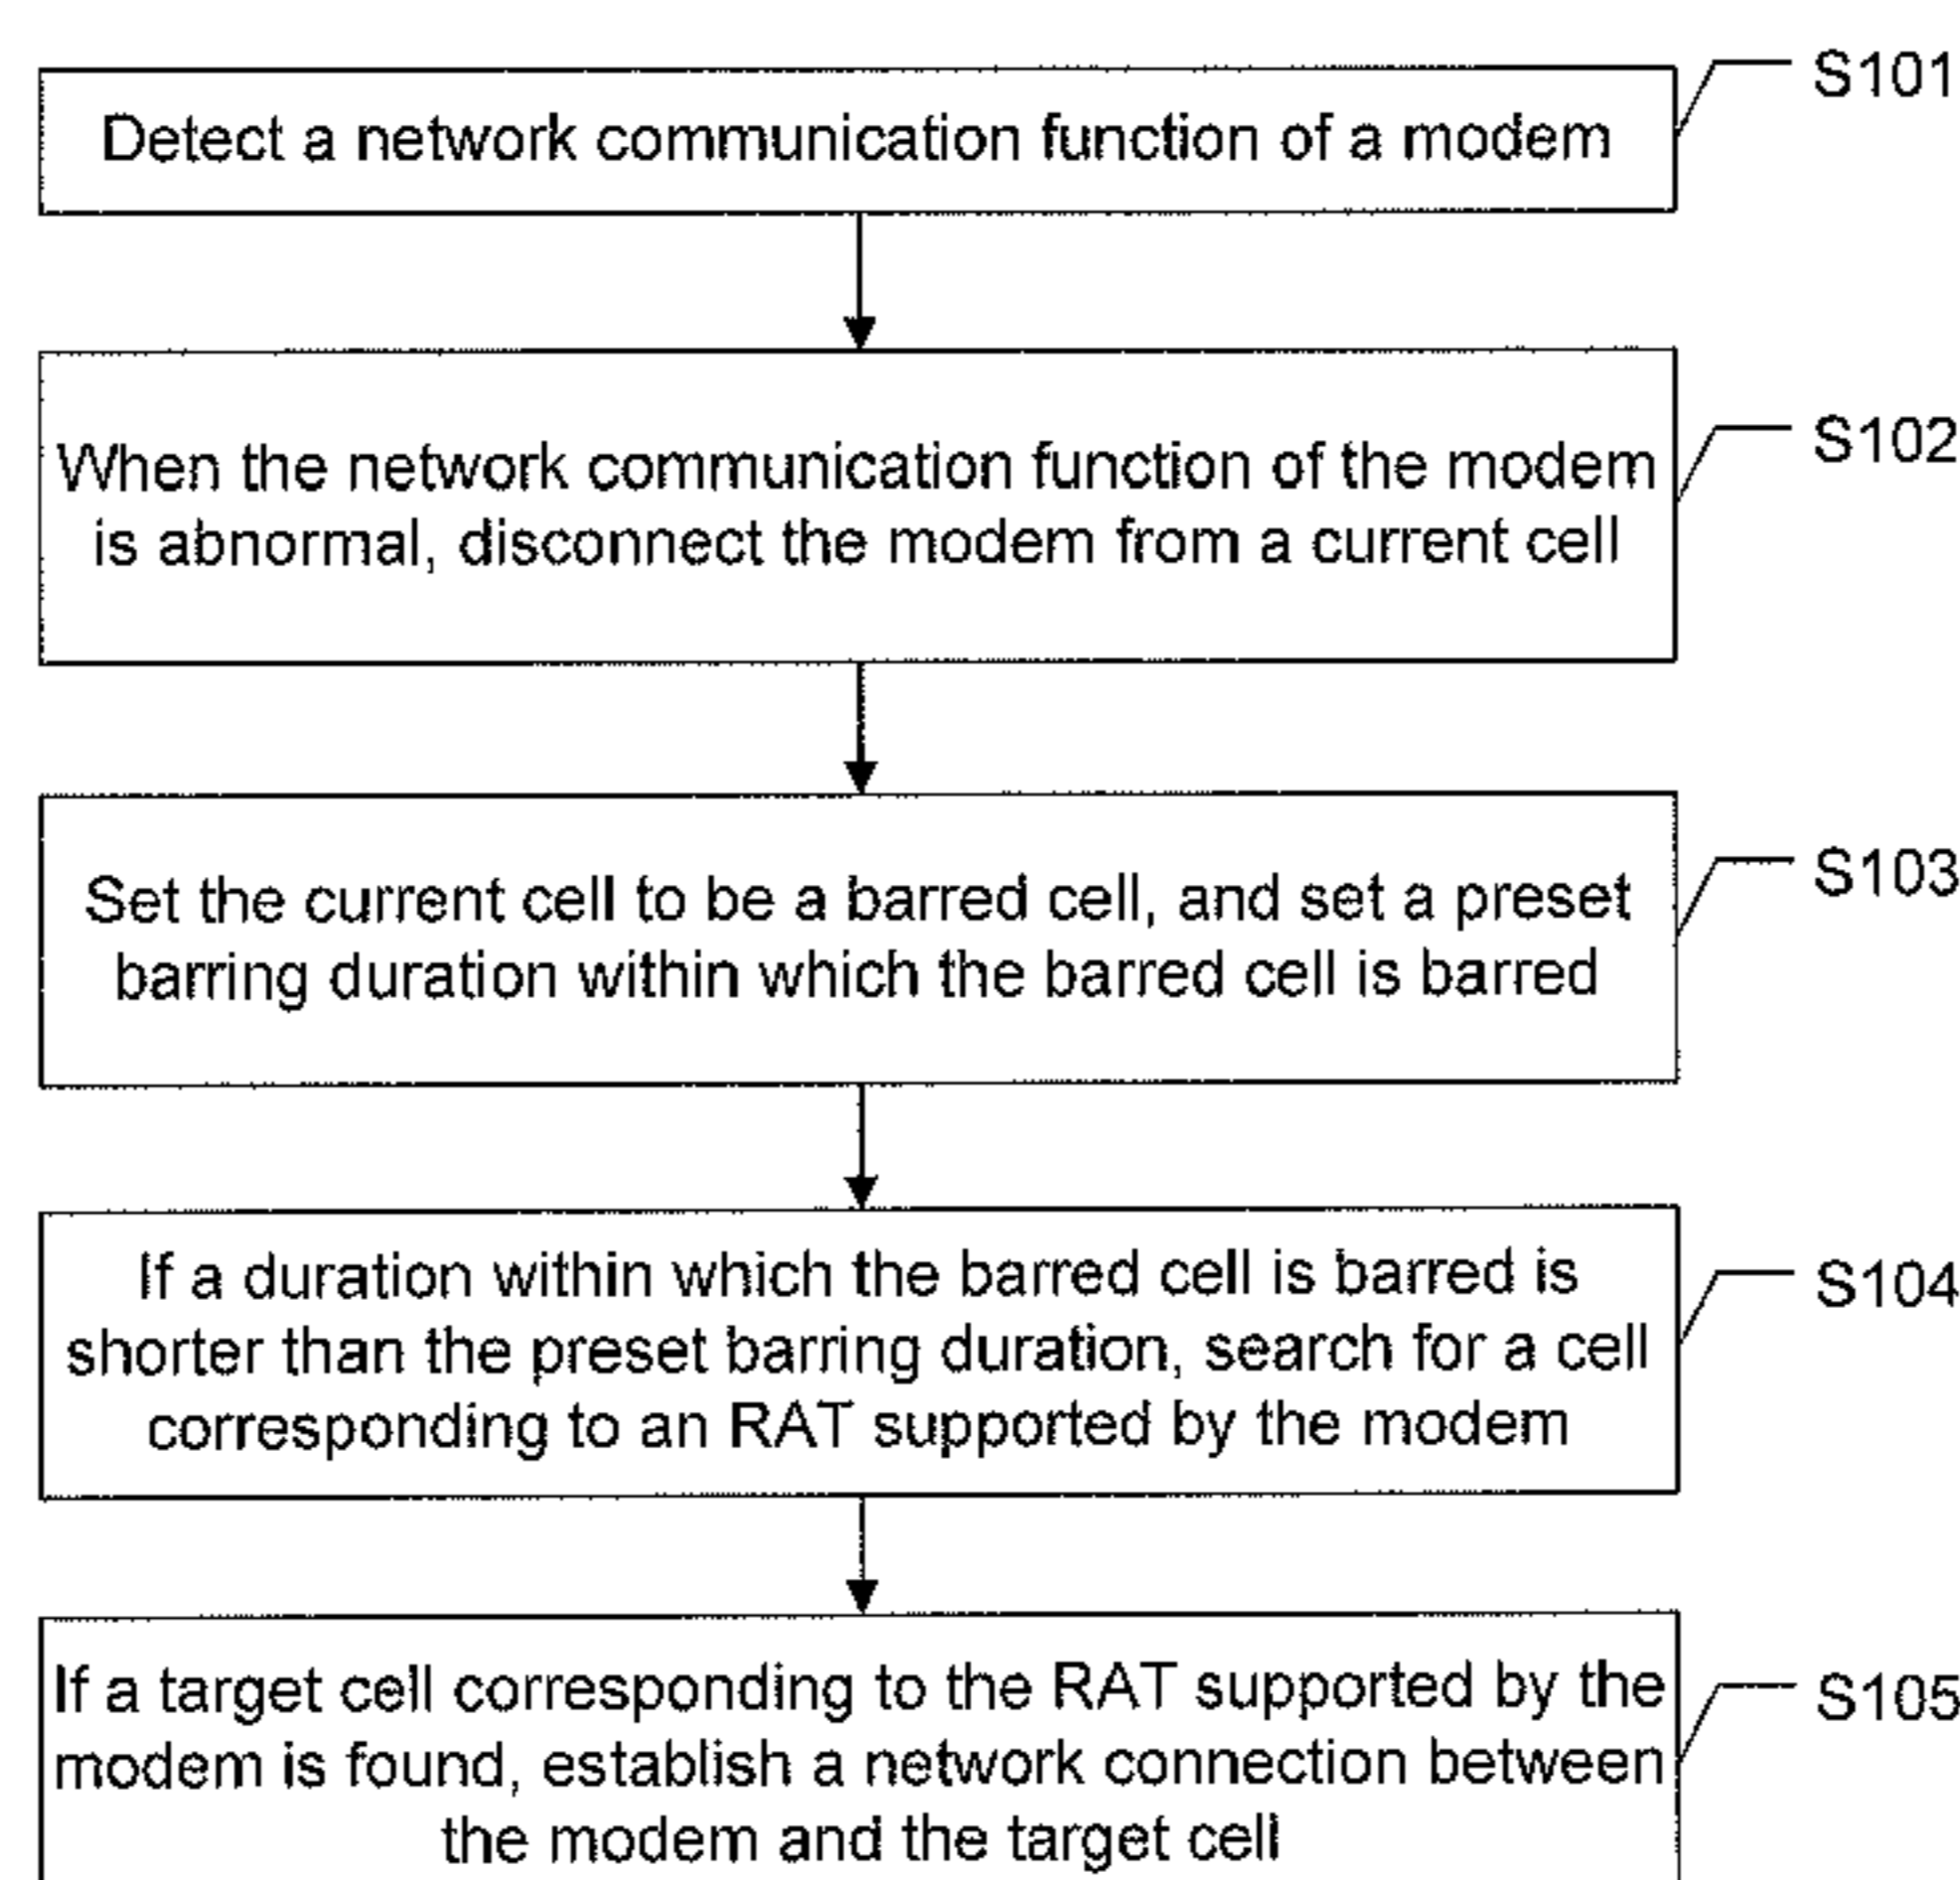 S101
Detect a network communication function of a modem
S102
When the network communication function of the modem
is abnormal, disconnect the modem from a current cell
S103
Set the current cell to be a barred cell, and set a preset
barring duration within which the barred cell is barred
S104
If a duration within which the barred cell is barred is
shorter than the preset barring duration, search for a cell
corresponding to an RAT supported by the modem
S105
If a target cell corresponding to the RAT supported by the
modem is found, establish a network connection between
the modem and the target cell